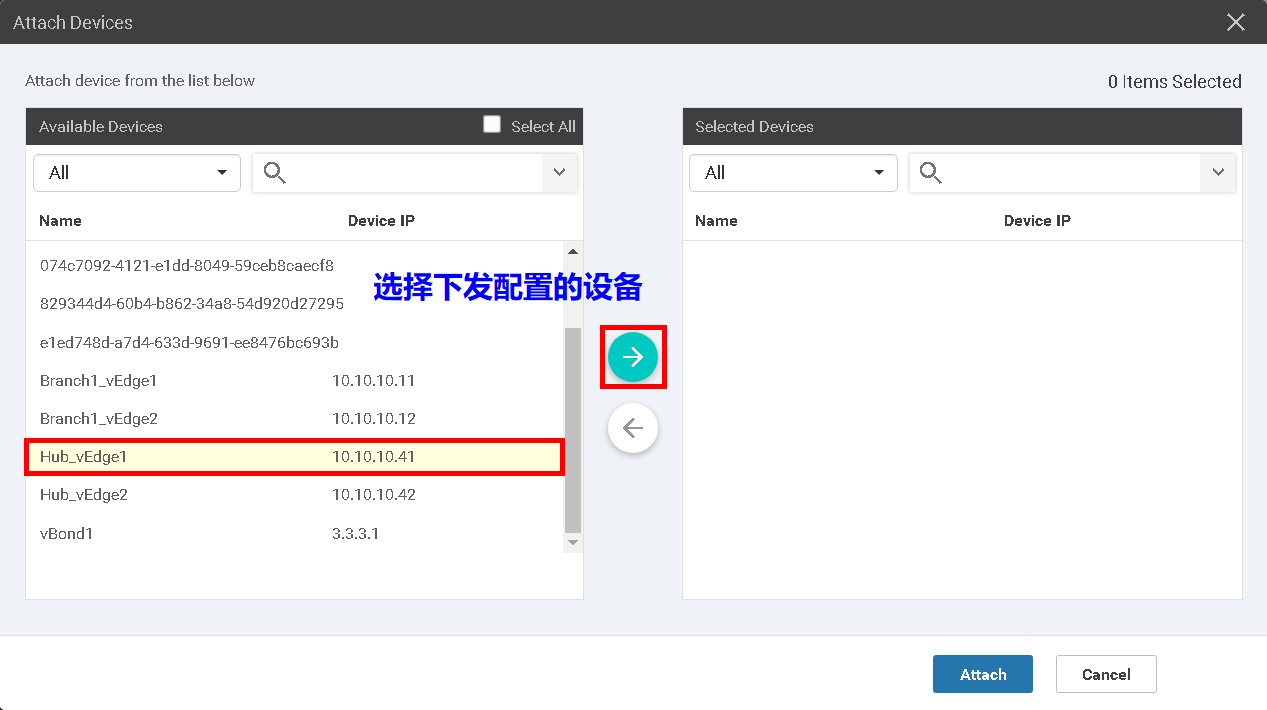 Attach Devices
Attach device from the list below
0 Items Selected
Available Devices
Select All
All
Name Device IP
074c7092-4121-e1dd-8049-59ceb8caecf8
829344d4-60b4-b862-34a8-54d920d27295
e1ed748d-a7d4-633d-9691-ee8476bc693b
Branch1_vEdge1 10.10.10.11
Branch1_vEdge2 10.10.10.12
Hub_vEdge1 10.10.10.41
Hub_vEdge2 10.10.10.42
vBond1 3.3.3.1
选择下发配置的设备
Selected Devices
All
Name Device IP
Attach
Cancel